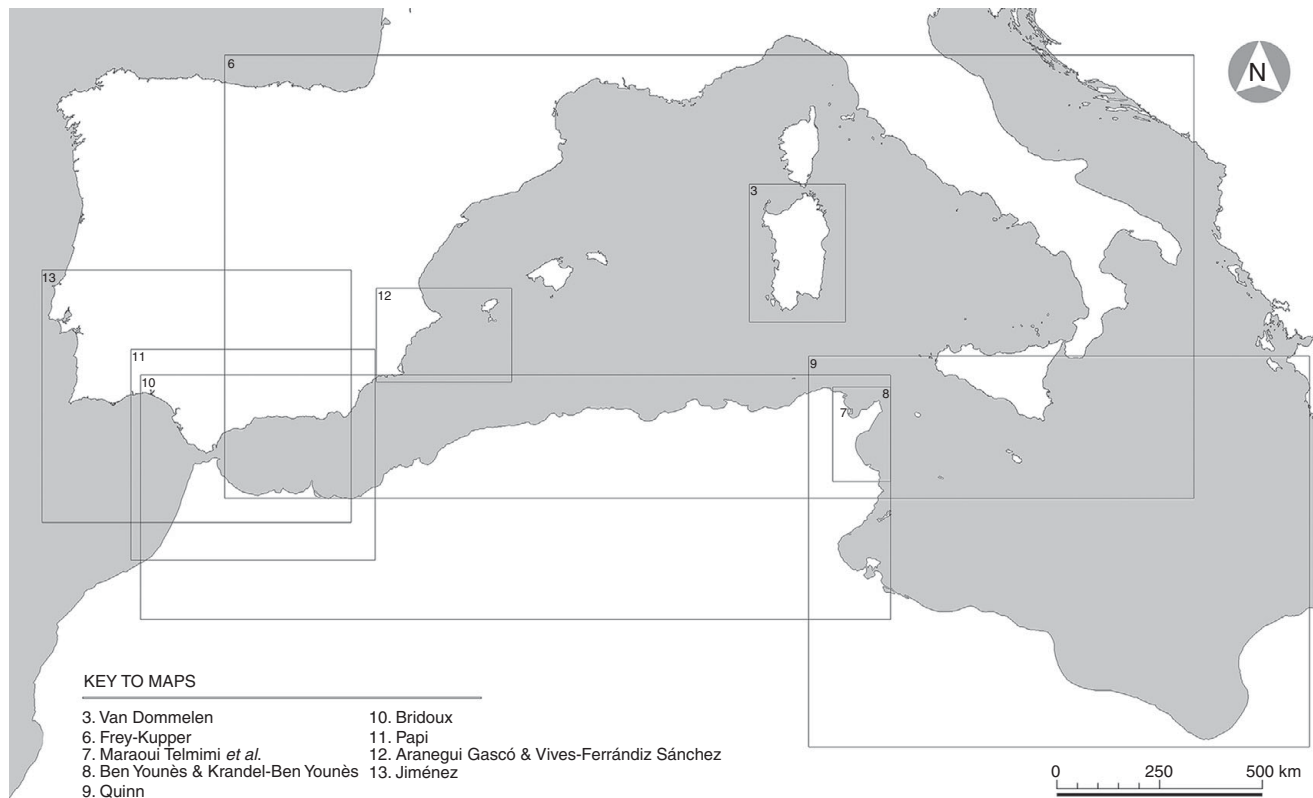 6
N
3
13
12
11
9
10
8
7
KEY TO MAPS
3. Van Dommelen
6. Frey-Kupper
7. Maraoui Telmimi et al.
8. Ben Younès & Krandel-Ben Younès
9. Quinn
10. Bridoux
11. Papi
12. Aranegui Gascó & Vives-Ferrándiz Sánchez
13. Jiménez
0 250 500 km